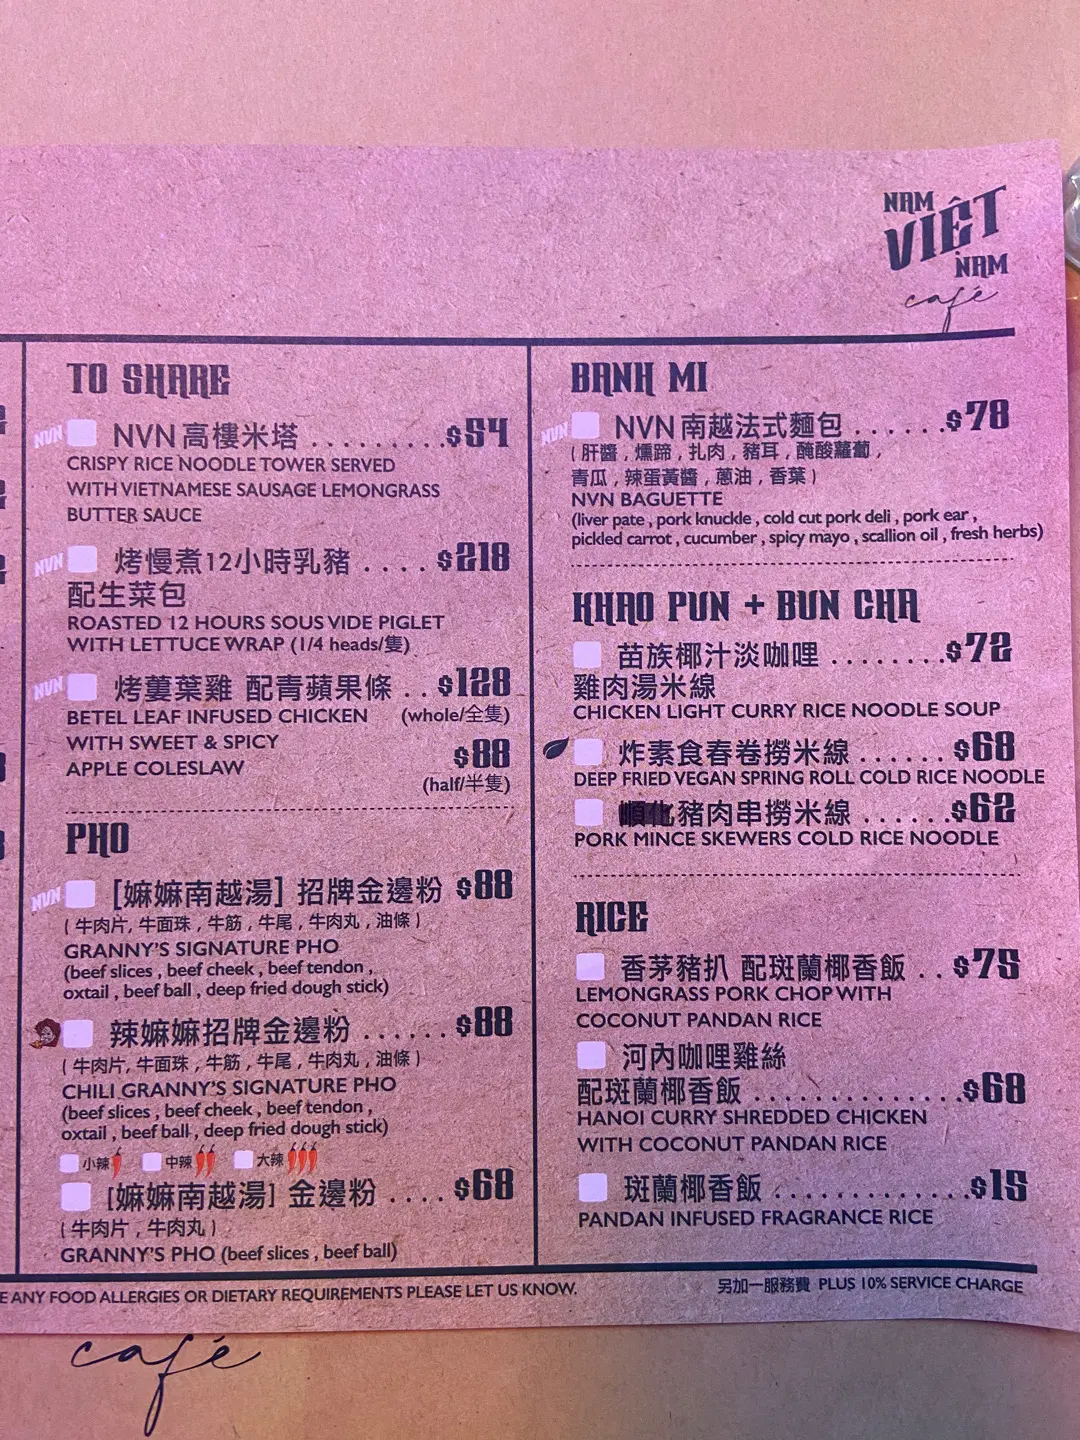 NAM
VIỆT
NAM
café
TO SHARE
NVN NVN 高樓米塔 ......... $54
CRISPY RICE NOODLE TOWER SERVED
WITH VIETNAMESE SAUSAGE LEMONGRASS
BUTTER SAUCE
NVN 烤慢煮12小時乳豬 .... $218
配生菜包
ROASTED 12 HOURS SOUS VIDE PIGLET
WITH LETTUCE WRAP (1/4 heads/隻)
NVN 烤蔞葉雞 配青蘋果條 .. $128
BETEL LEAF INFUSED CHICKEN (whole/全隻)
WITH SWEET & SPICY
APPLE COLESLAW $88
(half/半隻)
PHO
NVN [嫲嫲南越湯] 招牌金邊粉 $88
( 牛肉片, 牛面珠 , 牛筋 , 牛尾 , 牛肉丸 , 油條 )
GRANNY'S SIGNATURE PHO
(beef slices , beef cheek , beef tendon ,
oxtail , beef ball , deep fried dough stick)
辣嫲嫲招牌金邊粉 ...... $88
( 牛肉片, 牛面珠 , 牛筋 , 牛尾 , 牛肉丸 , 油條 )
CHILI GRANNY'S SIGNATURE PHO
(beef slices , beef cheek , beef tendon ,
oxtail , beef ball , deep fried dough stick)
小辣 中辣 大辣
[嫲嫲南越湯] 金邊粉 .... $68
( 牛肉片 , 牛肉丸 )
GRANNY'S PHO (beef slices , beef ball)
BANH MI
NVN NVN 南越法式麵包 ...... $78
( 肝醬 , 燻蹄 , 扎肉 , 豬耳 , 醃酸蘿蔔 ,
青瓜 , 辣蛋黃醬 , 蔥油 , 香葉 )
NVN BAGUETTE
(liver pate , pork knuckle , cold cut pork deli , pork ear ,
pickled carrot , cucumber , spicy mayo , scallion oil , fresh herbs)
KHAO PUN + BUN CHA
苗族椰汁淡咖哩 ........ $72
雞肉湯米線
CHICKEN LIGHT CURRY RICE NOODLE SOUP
炸素食春卷撈米線 ...... $68
DEEP FRIED VEGAN SPRING ROLL COLD RICE NOODLE
順化豬肉串撈米線 ...... $62
PORK MINCE SKEWERS COLD RICE NOODLE
RICE
香茅豬扒 配斑蘭椰香飯 .. $75
LEMONGRASS PORK CHOP WITH
COCONUT PANDAN RICE
河內咖哩雞絲
配斑蘭椰香飯 .............. $68
HANOI CURRY SHREDDED CHICKEN
WITH COCONUT PANDAN RICE
斑蘭椰香飯 ............. $15
PANDAN INFUSED FRAGRANCE RICE
E ANY FOOD ALLERGIES OR DIETARY REQUIREMENTS PLEASE LET US KNOW.
另加一服務費 PLUS 10% SERVICE CHARGE
café